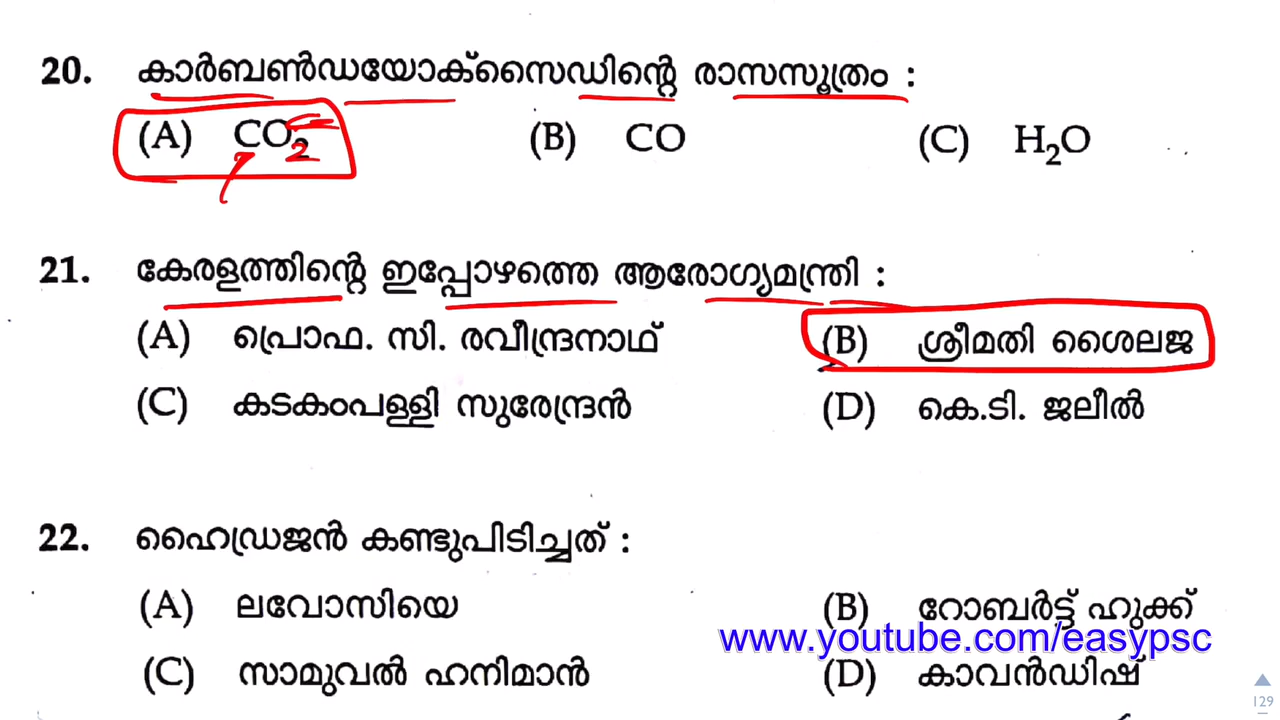 20. കാർബൺഡയോക്സൈഡിന്റെ രാസസൂത്രം :
(A) CO₂ (B) CO (C) H₂O
2
21. കേരളത്തിന്റെ ഇപ്പോഴത്തെ ആരോഗ്യമന്ത്രി :
(A) പ്രൊഫ. സി. രവീന്ദ്രനാഥ് (B) ശ്രീമതി ശൈലജ
(C) കടകംപള്ളി സുരേന്ദ്രൻ (D) കെ.ടി. ജലീൽ
22. ഹൈഡ്രജൻ കണ്ടുപിടിച്ചത് :
(A) ലവോസിയെ (B) റോബർട്ട് ഹുക്ക്
www.youtube.com/easypsc
(C) സാമുവൽ ഹനിമാൻ (D) കാവൻഡിഷ്
129